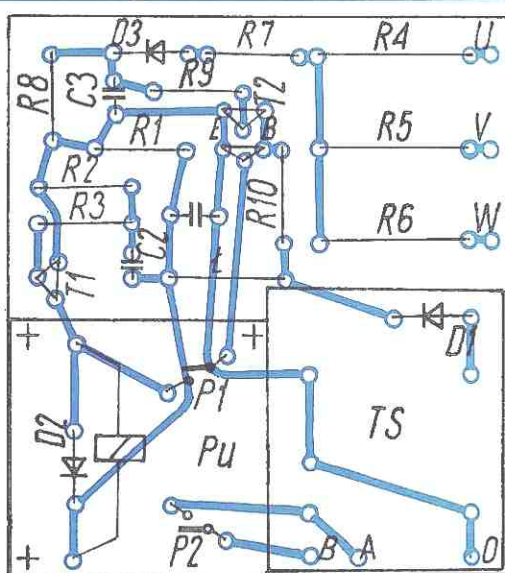 D3 R7 R4 U
R8 C3 R9 T2
E B
R1 R5 V
R2
R3 R10 R6 W
C2
T1 t
+ +
P1 D1
D2 Pu TS
P2 B A O
+